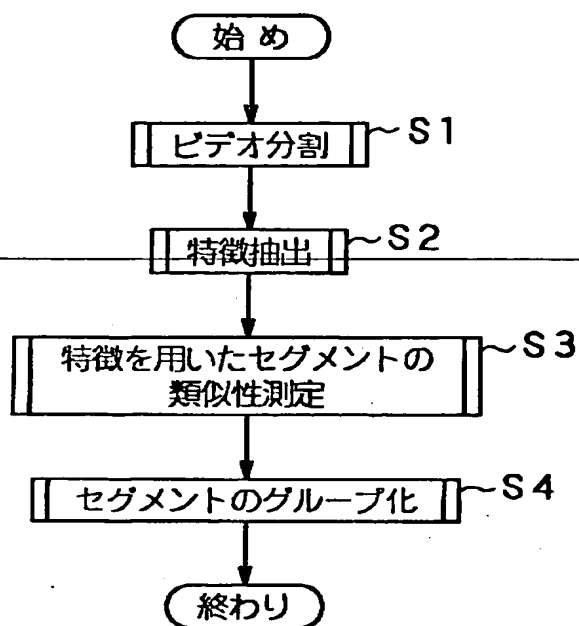 始め
ビデオ分割
S1
特徴抽出
S2
特徴を用いたセグメントの
類似性測定
S3
セグメントのグループ化
S4
終わり